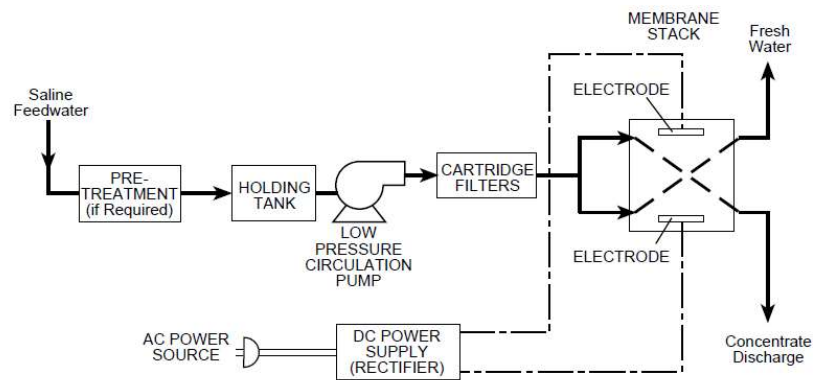 MEMBRANE
STACK
Fresh
Water
ELECTRODE
Saline
Feedwater
PRE-
TREATMENT
(if Required)
HOLDING
TANK
LOW
PRESSURE
CIRCULATION
PUMP
CARTRIDGE
FILTERS
ELECTRODE
AC POWER
SOURCE
DC POWER
SUPPLY
(RECTIFIER)
Concentrate
Discharge